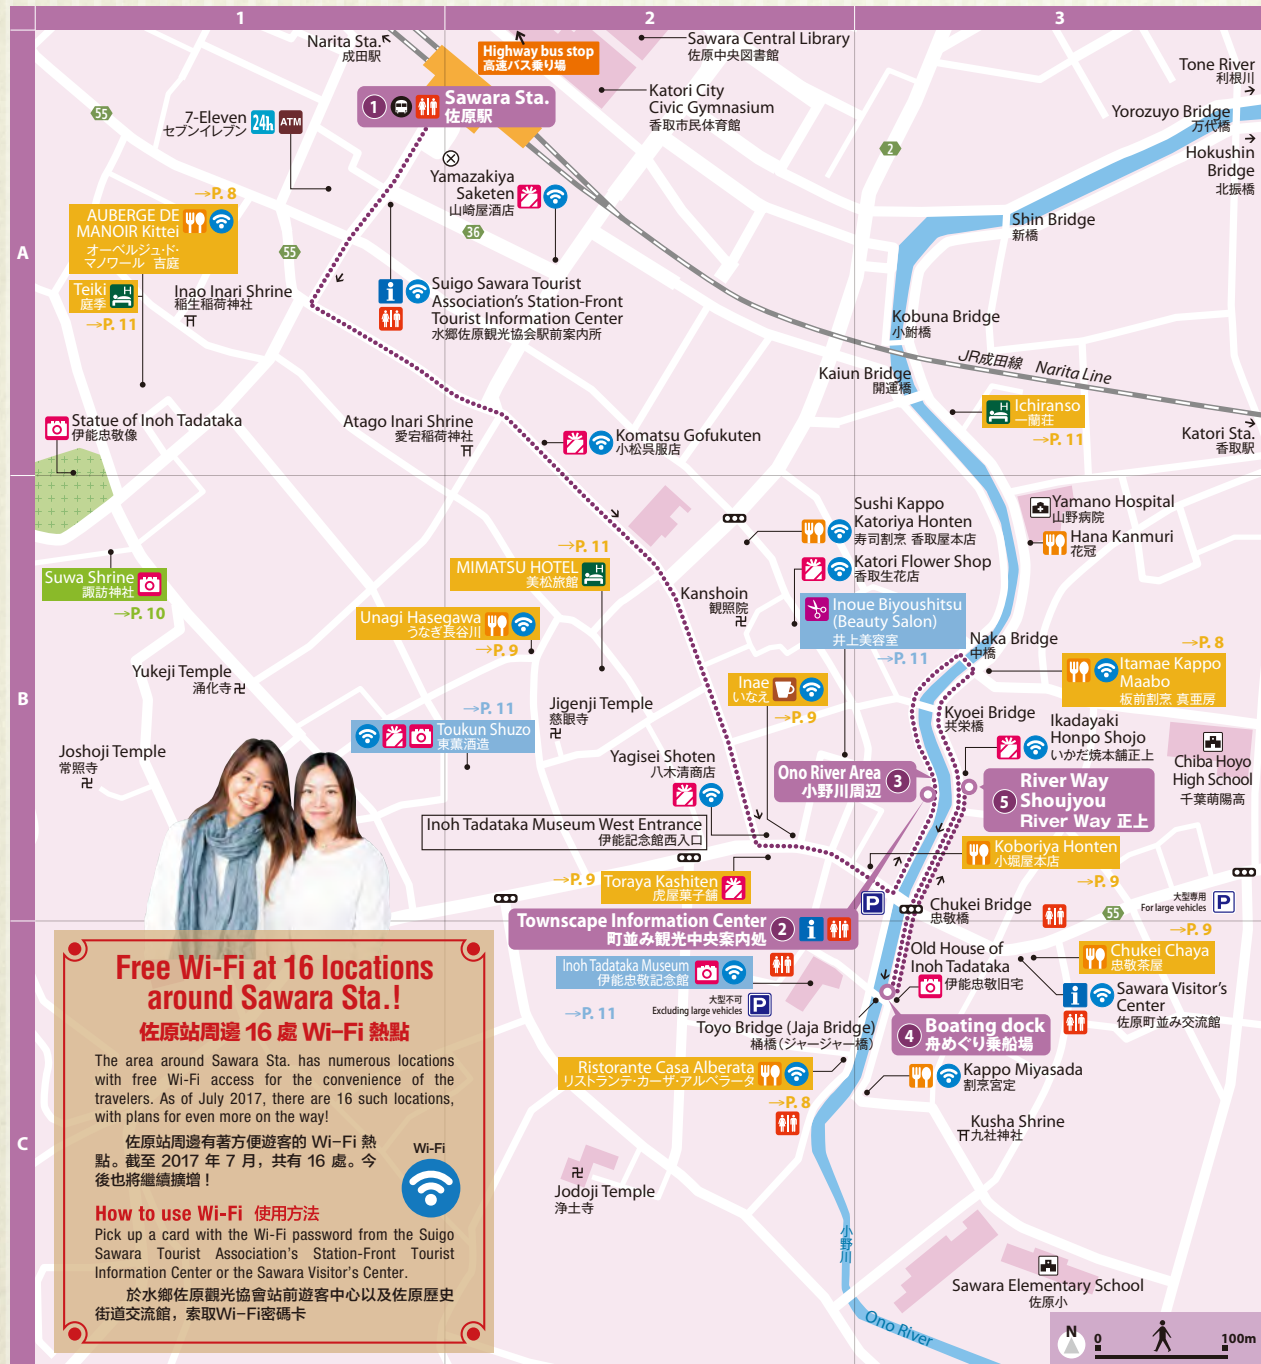 1
2
3
A
B
C
Narita Sta.
成田駅
Highway bus stop
高速バス乗り場
Sawara Central Library
佐原中央図書館
Katori City
Civic Gymnasium
香取市民体育館
Tone River
利根川
Yorozuyo Bridge
万代橋
Hokushin
Bridge
北振橋
1 Sawara Sta.
佐原駅
55
7-Eleven
セブンイレブン
24h
ATM
2
Yamazakiya
Saketen
山崎屋酒店
→P. 8
AUBERGE DE
MANOIR Kittei
オーベルジュ・ド・
マノワール 吉庭
36
55
Shin Bridge
新橋
Teiki
庭季
H
→P. 11
Inao Inari Shrine
稲生稲荷神社
i
Suigo Sawara Tourist
Association's Station-Front
Tourist Information Center
水郷佐原観光協会駅前案内所
Kobuna Bridge
小鮒橋
JR成田線 Narita Line
Kaiun Bridge
開運橋
H
Ichiranso
一蘭荘
→P. 11
Statue of Inoh Tadataka
伊能忠敬像
Atago Inari Shrine
愛宕稲荷神社
Komatsu Gofukuten
小松呉服店
Katori Sta.
香取駅
Sushi Kappo
Katoriya Honten
寿司割烹 香取屋本店
Yamano Hospital
山野病院
Hana Kanmuri
花冠
Katori Flower Shop
香取生花店
→P. 11
MIMATSU HOTEL
美松旅館
H
Suwa Shrine
諏訪神社
→P. 10
Kanshoin
観照院
卍
Inoue Biyoushitsu
(Beauty Salon)
井上美容室
→P. 11
Unagi Hasegawa
うなぎ長谷川
→P. 9
Naka Bridge
中橋
→P. 8
Itamae Kappo
Maabo
板前割烹 真亜房
Yukeji Temple
涌化寺卍
Inae
いなえ
→P. 9
Jigenji Temple
慈眼寺
卍
→P. 11
Toukun Shuzo
東薫酒造
Kyoei Bridge
共栄橋
Ikadayaki
Honpo Shojo
いかだ焼本舗正上
Joshoji Temple
常照寺
卍
Yagisei Shoten
八木清商店
Chiba Hoyo
High School
千葉萌陽高
Ono River Area
小野川周辺
3
5
River Way
Shoujyou
River Way 正上
Inoh Tadataka Museum West Entrance
伊能記念館西入口
Koboriya Honten
小堀屋本店
→P. 9
→P. 9
Toraya Kashiten
虎屋菓子舗
P
Chukei Bridge
忠敬橋
55
大型専用
For large vehicles
P
Townscape Information Center
町並み観光中央案内処
2
i
→P. 9
Chukei Chaya
忠敬茶屋
Old House of
Inoh Tadataka
伊能忠敬旧宅
Inoh Tadataka Museum
伊能忠敬記念館
→P. 11
大型不可
Excluding large vehicles
P
i
Sawara Visitor's
Center
佐原町並み交流館
Toyo Bridge (Jaja Bridge)
樋橋(ジャージャー橋)
4 Boating dock
舟めぐり乗船場
Ristorante Casa Alberata
リストランテ・カーザ・アルベラータ
→P. 8
Kappo Miyasada
割烹宮定
Kusha Shrine
九社神社
卍
Jodoji Temple
浄土寺
小野川
Sawara Elementary School
佐原小
Ono River
N
0
100m
Free Wi-Fi at 16 locations
around Sawara Sta.!
佐原站周邊 16 處 Wi-Fi 熱點
The area around Sawara Sta. has numerous locations
with free Wi-Fi access for the convenience of the
travelers. As of July 2017, there are 16 such locations,
with plans for even more on the way!
佐原站周邊有著方便遊客的 Wi-Fi 熱
點。截至 2017 年 7 月，共有 16 處。今
後也將繼續擴增！
Wi-Fi
How to use Wi-Fi 使用方法
Pick up a card with the Wi-Fi password from the Suigo
Sawara Tourist Association's Station-Front Tourist
Information Center or the Sawara Visitor's Center.
於水鄉佐原觀光協會站前遊客中心以及佐原歷史
街道交流館，索取Wi-Fi密碼卡